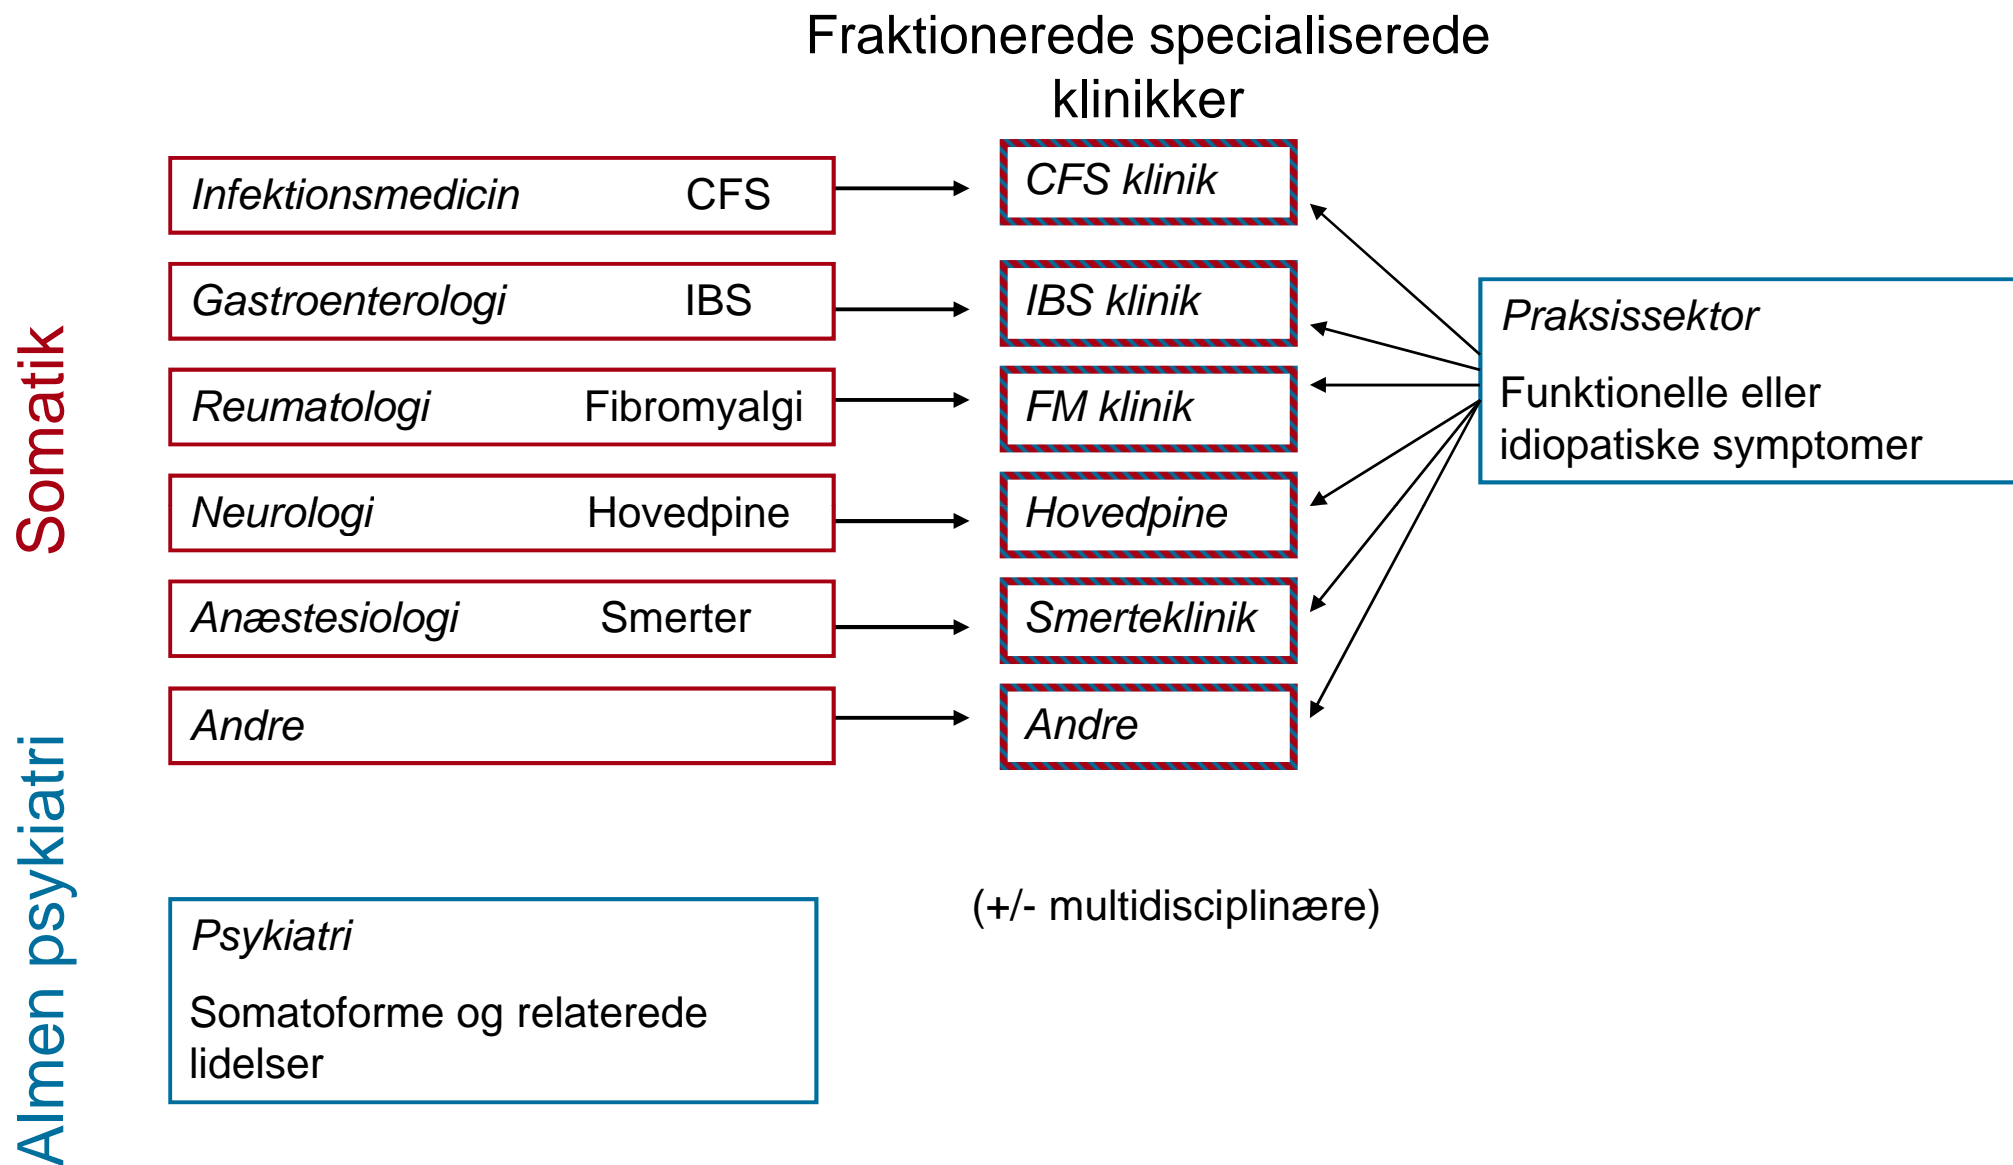 Fraktionerede specialiserede
klinikker
Somatik
Infektionsmedicin CFS
CFS klinik
Gastroenterologi IBS
IBS klinik
Reumatologi Fibromyalgi
FM klinik
Neurologi Hovedpine
Hovedpine
Anæstesiologi Smerter
Smerteklinik
Andre
Andre
Praksissektor
Funktionelle eller
idiopatiske symptomer
Almen psykiatri
Psykiatri
Somatoforme og relaterede
lidelser
(+/- multidisciplinære)